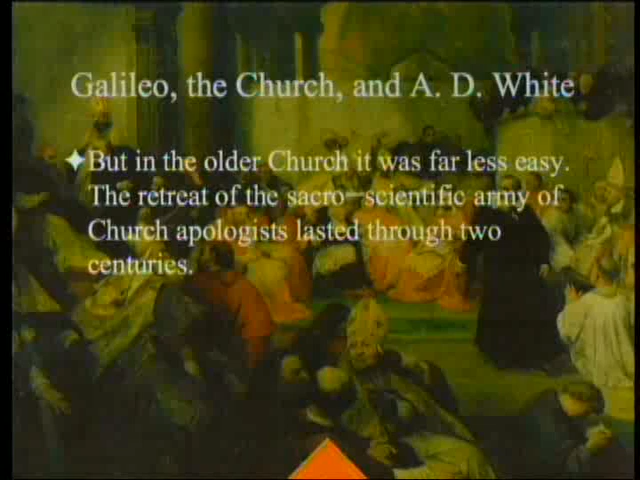 Galileo, the Church, and A. D. White
But in the older Church it was far less easy.
The retreat of the sacro–scientific army of
Church apologists lasted through two
centuries.